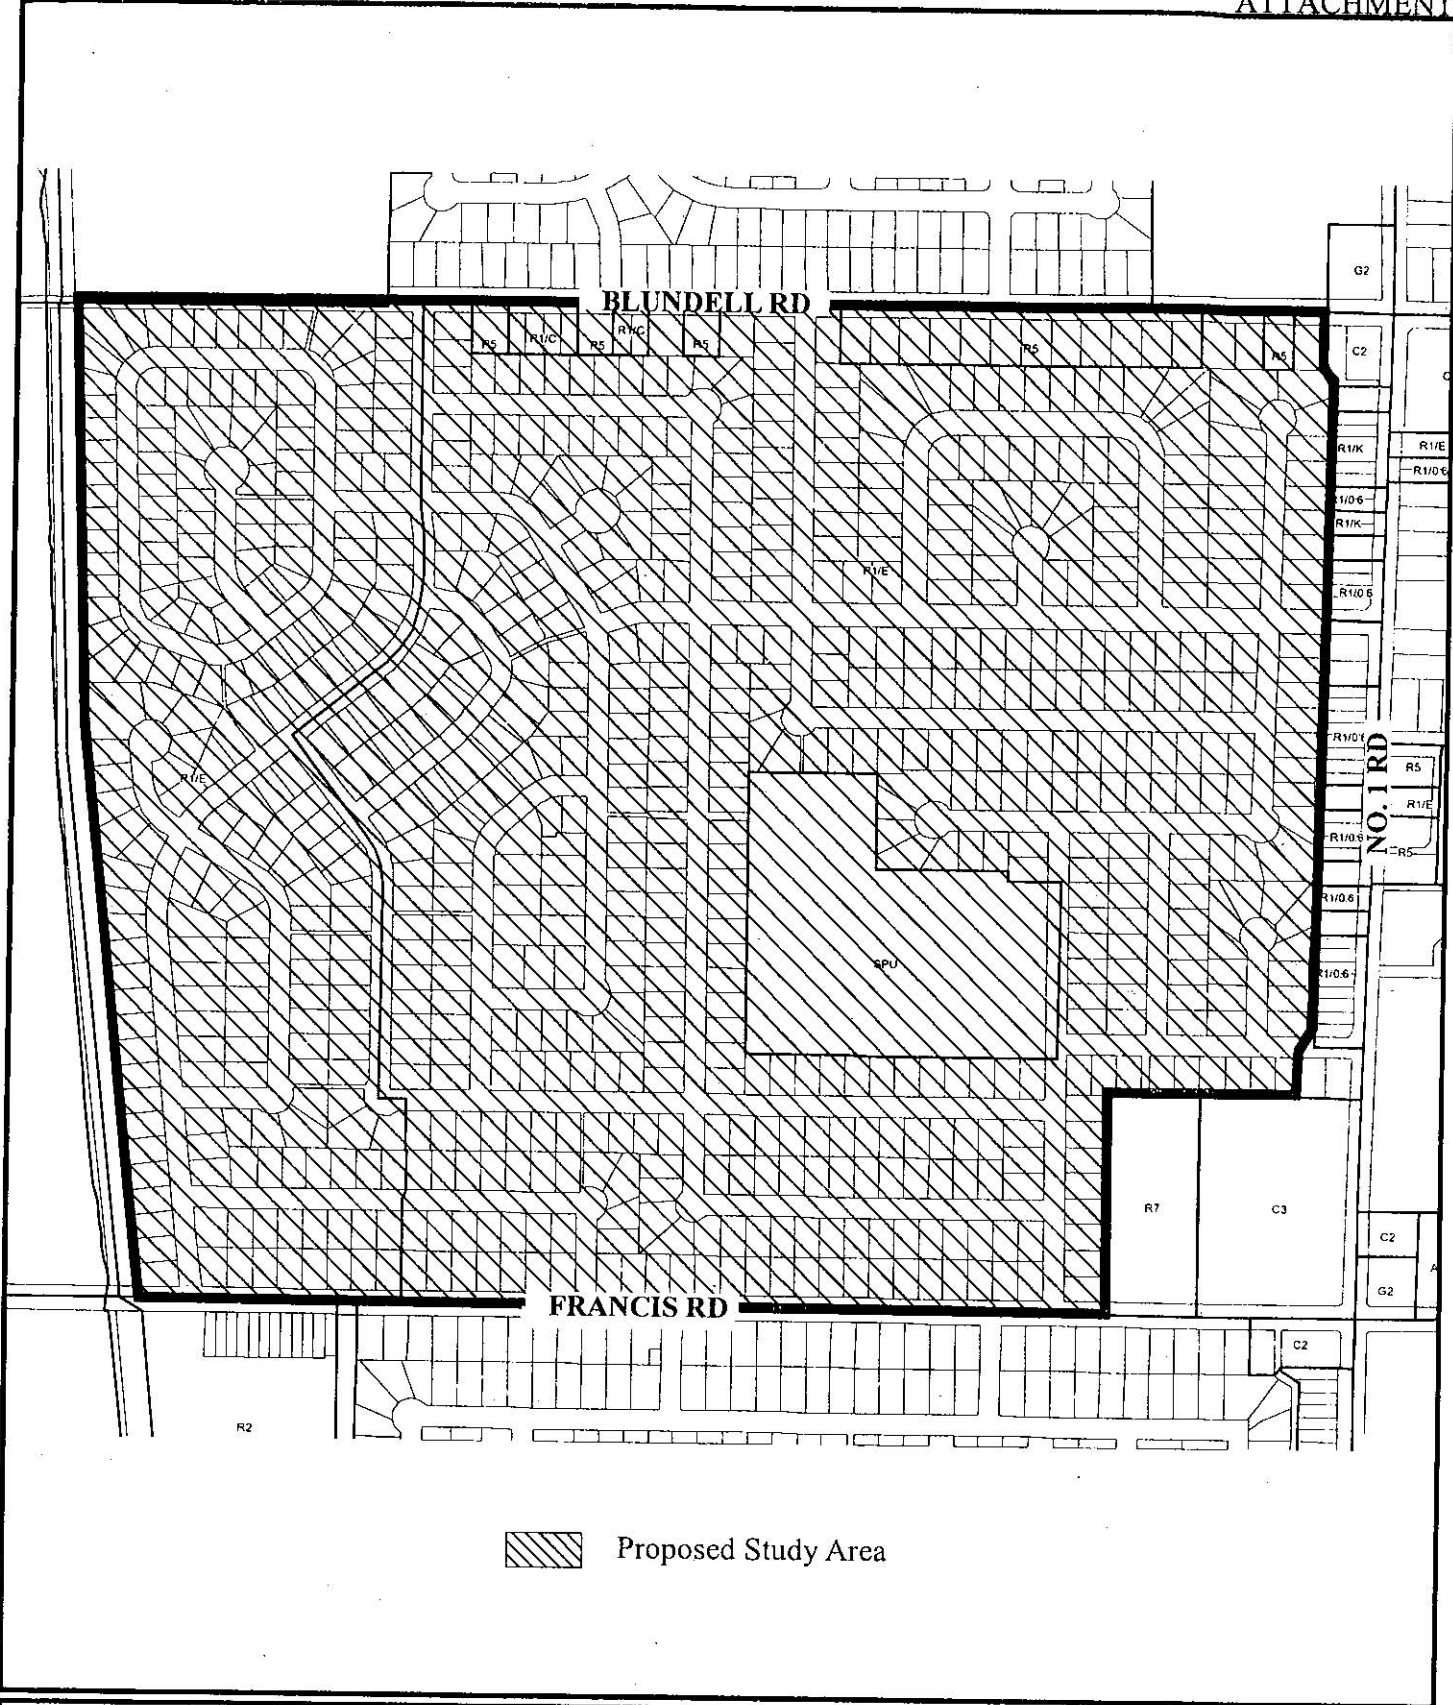 ATTACHMENT
G2
BLUNDELL RD
R5
R1/C
R5
R1/C
R5
R5
R5
C2
R1/K
R1/E
R1/0.6
R1/0.6
R1/K
R1/E
R1/0.6
R1/0.6
NO. 1 RD
R5
R1/E
R1/E
R1/0.6
R5
R1/0.6
SPU
R1/0.6
R7
C3
C2
G2
FRANCIS RD
C2
R2
Proposed Study Area